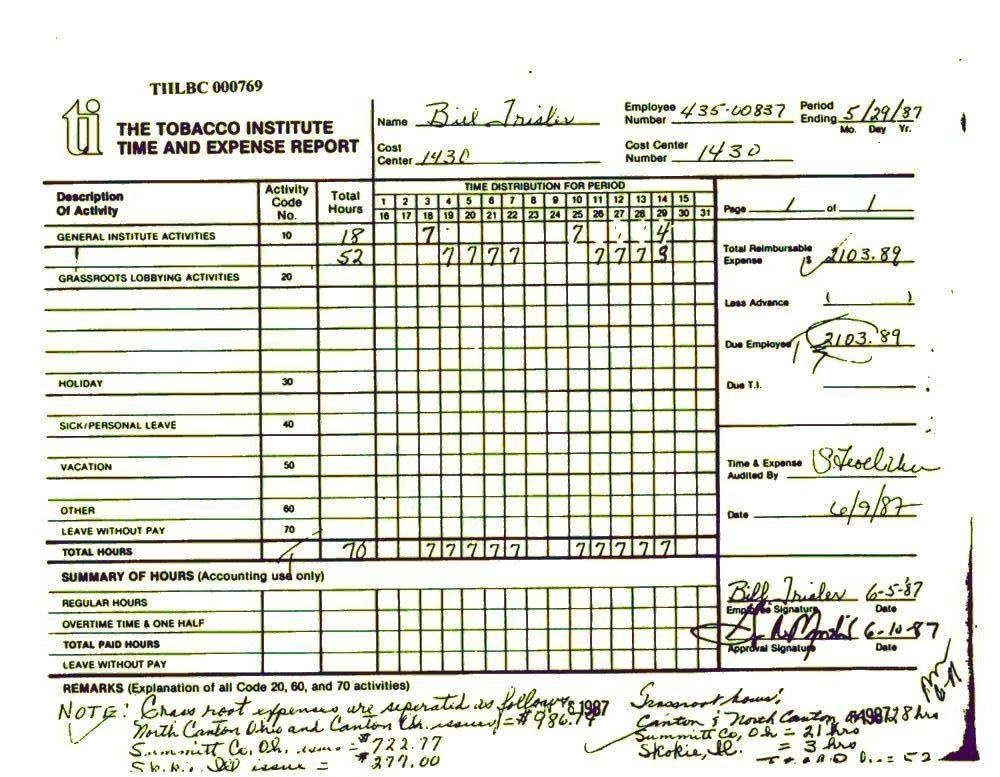 TIILBC 000769
ti
THE TOBACCO INSTITUTE
TIME AND EXPENSE REPORT
Name Bill Trisler
Cost
Center 1430
Employee
Number 435-00837
Period
Ending 5/29/87
Mo. Day Yr.
Cost Center
Number 1430
Description
Of Activity
Activity
Code
No.
Total
Hours
TIME DISTRIBUTION FOR PERIOD
1 2 3 4 5 6 7 8 9 10 11 12 13 14 15
16 17 18 19 20 21 22 23 24 25 26 27 28 29 30 31
Page 1 of 1
GENERAL INSTITUTE ACTIVITIES 10 18 7 7 4
52 7 7 7 7 7 7 7 3
Total Reimbursable
Expense $ 2103.89
GRASSROOTS LOBBYING ACTIVITIES 20
Less Advance ( )
Due Employee 2103.89
HOLIDAY 30
Due T.I.
SICK/PERSONAL LEAVE 40
VACATION 50
Time & Expense
Audited By
OTHER 60
Date 6/9/87
LEAVE WITHOUT PAY 70
TOTAL HOURS 70 7 7 7 7 7 7 7 7 7 7
SUMMARY OF HOURS (Accounting use only)
REGULAR HOURS
OVERTIME TIME & ONE HALF
TOTAL PAID HOURS
LEAVE WITHOUT PAY
Bill Trisler 6-5-87
Employee Signature Date
6-10-87
Approval Signature Date
REMARKS (Explanation of all Code 20, 60, and 70 activities)
NOTE: Grass root expenses are seperated as follows
North Canton Ohio and Canton Oh. issues = $986.79
Summitt Co, Oh. issue = $722.77
Skokie Ill issue = $277.00
1987
Grassroot hours:
Canton & North Canton 28 hrs
Summitt Co, Oh = 21 hrs
Skokie, Il. = 3 hrs
= 52